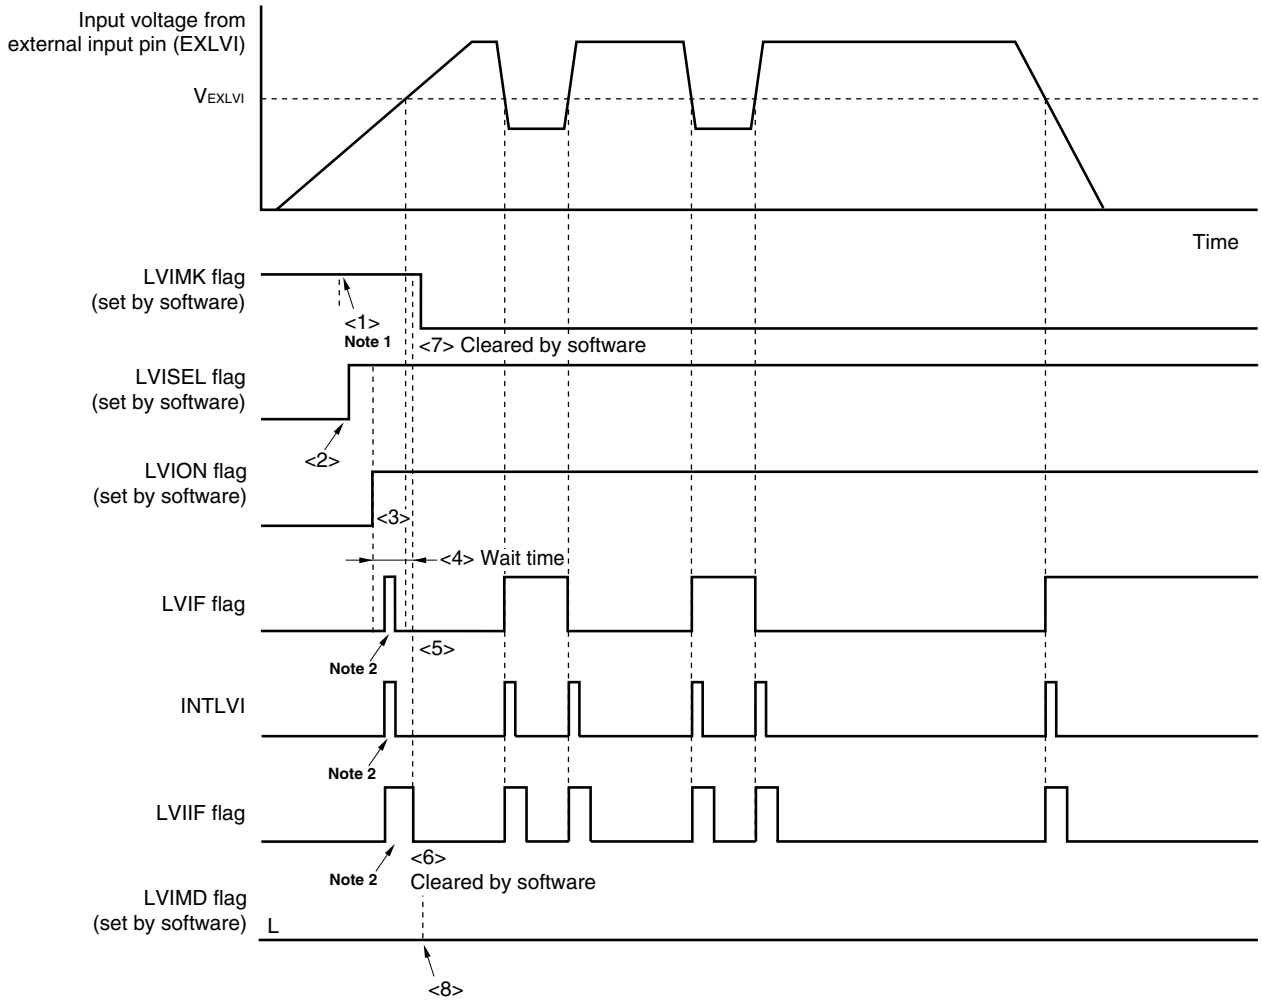 Input voltage from
external input pin (EXLVI)
VEXLVI
Time
LVIMK flag
(set by software)
<1>
Note 1
<7> Cleared by software
LVISEL flag
(set by software)
<2>
LVION flag
(set by software)
<3>
<4> Wait time
LVIF flag
<5>
Note 2
INTLVI
Note 2
LVIIF flag
<6>
Note 2
Cleared by software
LVIMD flag
(set by software)
L
<8>